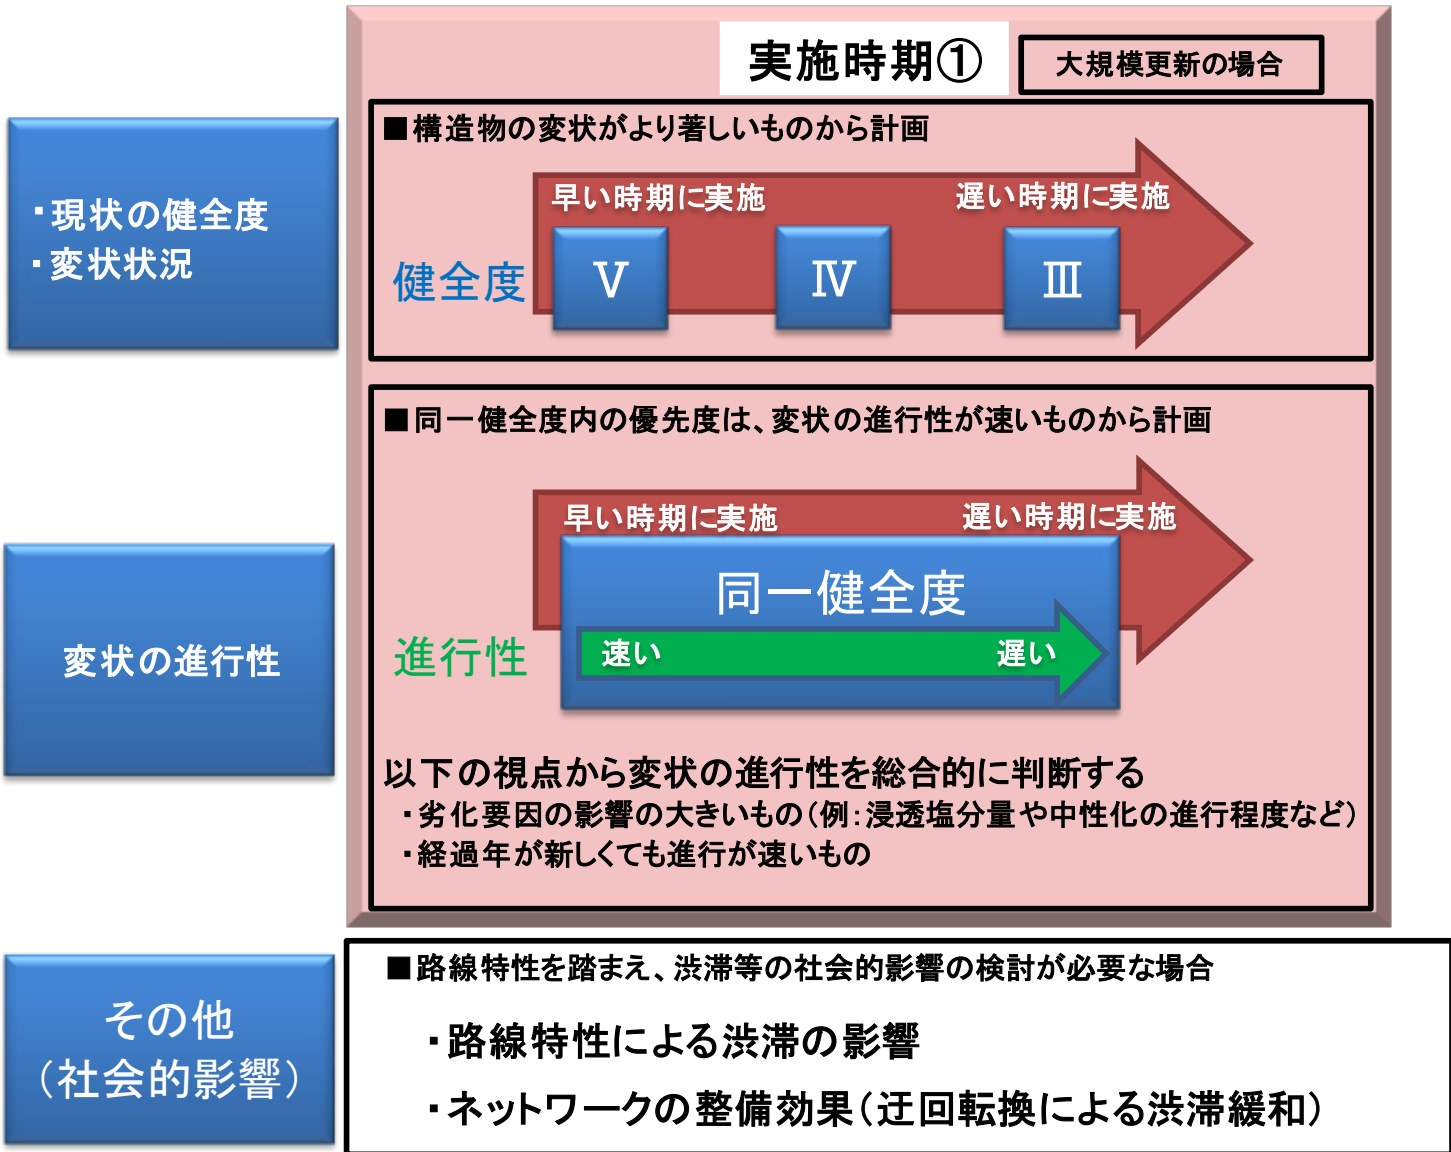 実施時期①
大規模更新の場合
・現状の健全度
・変状状況
■構造物の変状がより著しいものから計画
早い時期に実施
遅い時期に実施
健全度
Ⅴ
Ⅳ
Ⅲ
変状の進行性
■同一健全度内の優先度は、変状の進行性が速いものから計画
早い時期に実施
遅い時期に実施
同一健全度
進行性
速い
遅い
以下の視点から変状の進行性を総合的に判断する
・劣化要因の影響の大きいもの（例：浸透塩分量や中性化の進行程度など）
・経過年が新しくても進行が速いもの
その他
（社会的影響）
■路線特性を踏まえ、渋滞等の社会的影響の検討が必要な場合
・路線特性による渋滞の影響
・ネットワークの整備効果（迂回転換による渋滞緩和）